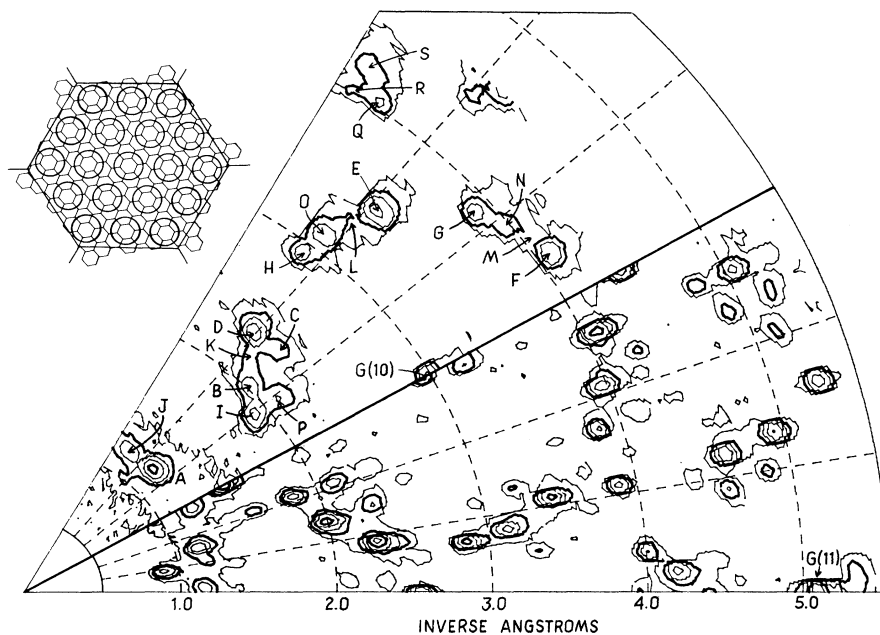 S
R
Q
E
N
O
G
H
L
M
F
D
C
K
G(10)
B
I
P
J
A
G(11)
1.0 2.0 3.0 4.0 5.0
INVERSE ANGSTROMS